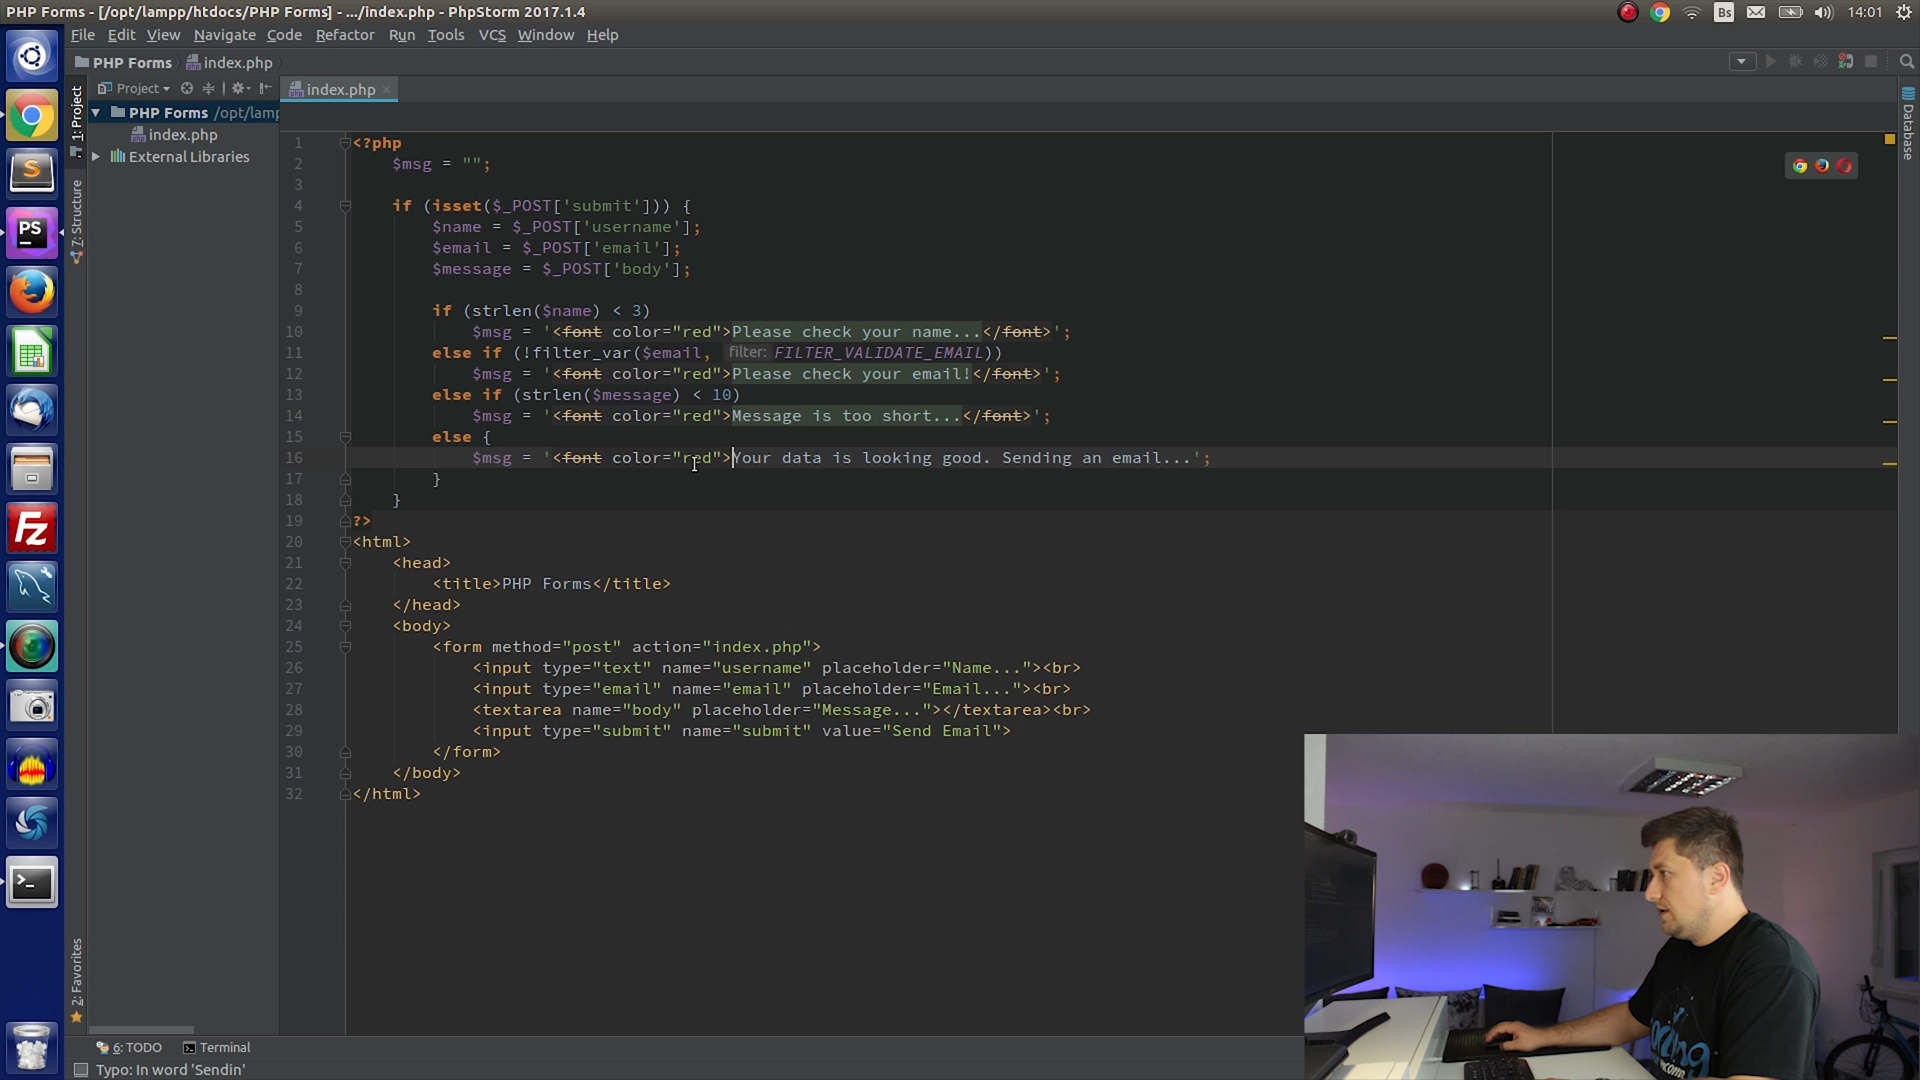 PHP Forms - [/opt/lampp/htdocs/PHP Forms] - .../index.php - PhpStorm 2017.1.4
Bs
14:01
File Edit View Navigate Code Refactor Run Tools VCS Window Help
PHP Forms index.php
Project
index.php
PHP Forms /opt/lamp
index.php
External Libraries
1: Project
7: Structure
2: Favorites
Database
PS
Fz
1 <?php
2 $msg = "";
3
4 if (isset($_POST['submit'])) {
5 $name = $_POST['username'];
6 $email = $_POST['email'];
7 $message = $_POST['body'];
8
9 if (strlen($name) < 3)
10 $msg = '<font color="red">Please check your name...</font>';
11 else if (!filter_var($email, filter: FILTER_VALIDATE_EMAIL))
12 $msg = '<font color="red">Please check your email!</font>';
13 else if (strlen($message) < 10)
14 $msg = '<font color="red">Message is too short...</font>';
15 else {
16 $msg = '<font color="red">Your data is looking good. Sending an email...';
17 }
18 }
19 ?>
20 <html>
21 <head>
22 <title>PHP Forms</title>
23 </head>
24 <body>
25 <form method="post" action="index.php">
26 <input type="text" name="username" placeholder="Name..."><br>
27 <input type="email" name="email" placeholder="Email..."><br>
28 <textarea name="body" placeholder="Message..."></textarea><br>
29 <input type="submit" name="submit" value="Send Email">
30 </form>
31 </body>
32 </html>
6: TODO Terminal
Typo: In word 'Sendin'